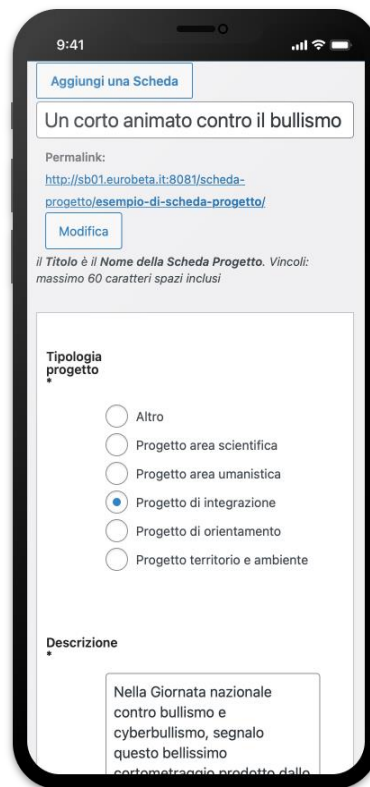 9:41
Aggiungi una Scheda
Un corto animato contro il bullismo
Permalink:
http://sb01.eurobeta.it:8081/scheda-
progetto/esempio-di-scheda-progetto/
Modifica
il Titolo è il Nome della Scheda Progetto. Vincoli:
massimo 60 caratteri spazi inclusi
Tipologia
progetto
*
Altro
Progetto area scientifica
Progetto area umanistica
Progetto di integrazione
Progetto di orientamento
Progetto territorio e ambiente
Descrizione
*
Nella Giornata nazionale
contro bullismo e
cyberbullismo, segnalo
questo bellissimo
cortometraggio prodotto dallo